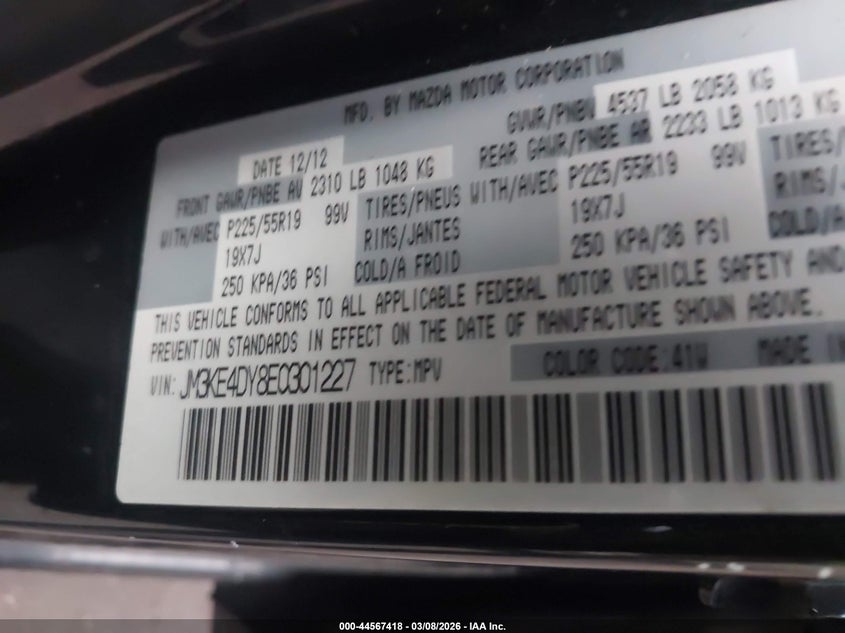 MFD. BY MAZDA MOTOR CORPORATION
DATE 12/12 GVWR/PNBV 4537 LB 2058 KG
FRONT GAWR/PNBE AV 2310 LB 1048 KG REAR GAWR/PNBE AR 2233 LB 1013 KG
WITH/AVEC P225/55R19 99V TIRES/PNEUS WITH/AVEC P225/55R19 99V TIRES/
19X7J RIMS/JANTES 19X7J RIMS/J
250 KPA/36 PSI COLD/A FROID 250 KPA/36 PSI COLD/A
THIS VEHICLE CONFORMS TO ALL APPLICABLE FEDERAL MOTOR VEHICLE SAFETY AND
PREVENTION STANDARDS IN EFFECT ON THE DATE OF MANUFACTURE SHOWN ABOVE.
VIN: JM3KE4DY8E0301227 TYPE:MPV COLOR CODE:41W MADE IN
000-44567418 - 03/08/2026 - IAA Inc.